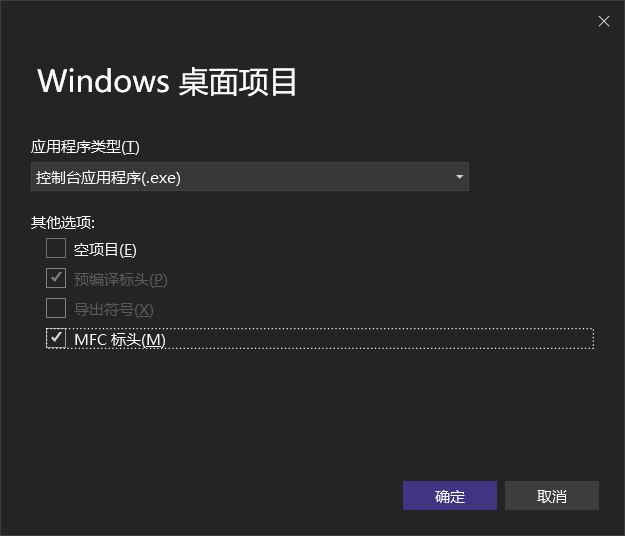 Windows 桌面项目
应用程序类型(T)
控制台应用程序(.exe)
其他选项:
空项目(E)
预编译标头(P)
导出符号(X)
MFC 标头(M)
确定
取消